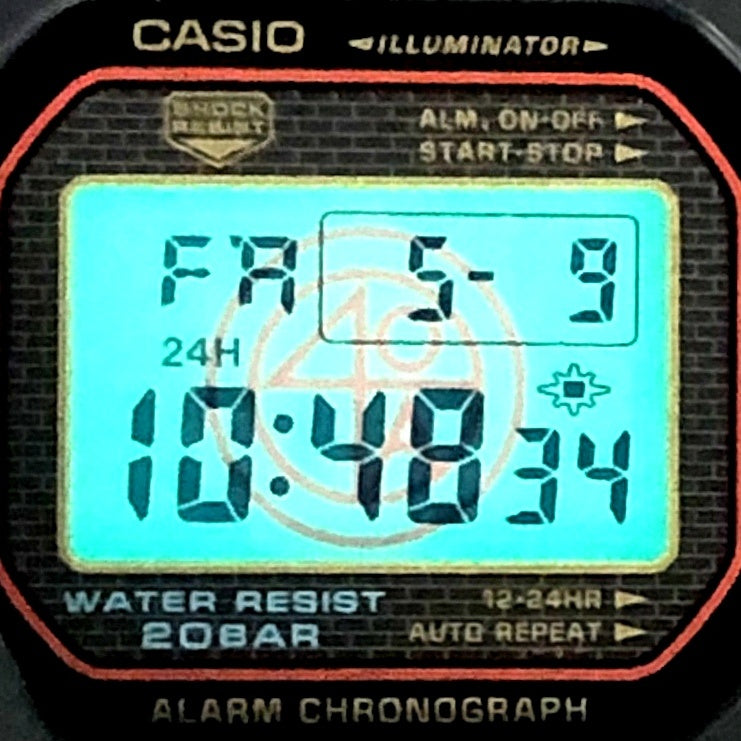 CASIO ILLUMINATOR
SHOCK
RESIST
ALM. ON-OFF
START-STOP
FR 5- 9
40
24H
10:48 34
WATER RESIST
20BAR
12-24HR
AUTO REPEAT
ALARM CHRONOGRAPH